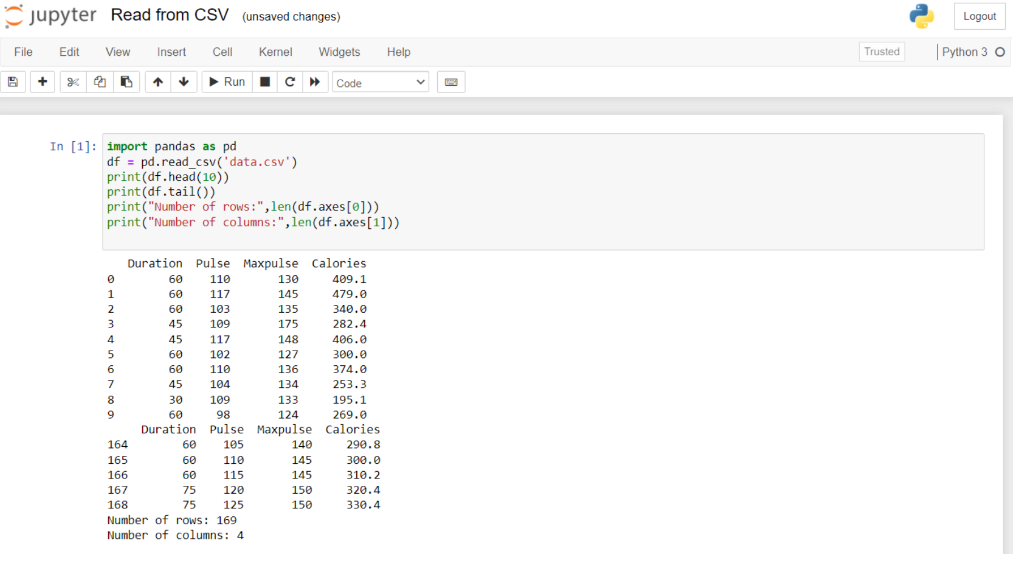 jupyter Read from CSV (unsaved changes) Logout
File Edit View Insert Cell Kernel Widgets Help Trusted Python 3
Run Code
In [1]: import pandas as pd
df = pd.read_csv('data.csv')
print(df.head(10))
print(df.tail())
print("Number of rows:",len(df.axes[0]))
print("Number of columns:",len(df.axes[1]))
Duration Pulse Maxpulse Calories
0 60 110 130 409.1
1 60 117 145 479.0
2 60 103 135 340.0
3 45 109 175 282.4
4 45 117 148 406.0
5 60 102 127 300.0
6 60 110 136 374.0
7 45 104 134 253.3
8 30 109 133 195.1
9 60 98 124 269.0
Duration Pulse Maxpulse Calories
164 60 105 140 290.8
165 60 110 145 300.0
166 60 115 145 310.2
167 75 120 150 320.4
168 75 125 150 330.4
Number of rows: 169
Number of columns: 4